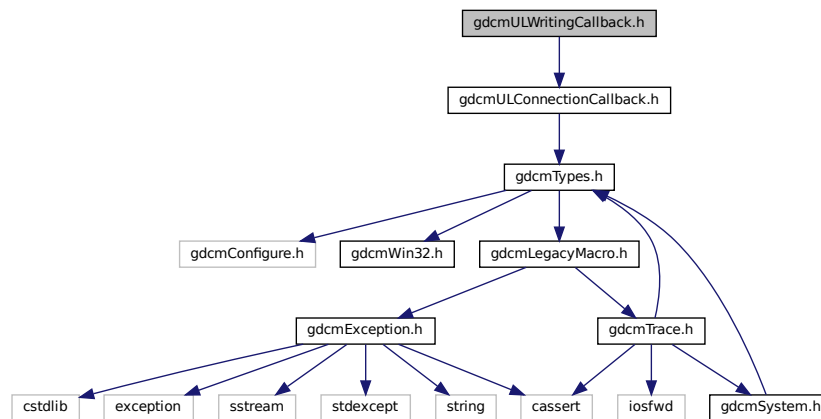 gdcmULWritingCallback.h
gdcmULConnectionCallback.h
gdcmTypes.h
gdcmConfigure.h
gdcmWin32.h
gdcmLegacyMacro.h
gdcmException.h
gdcmTrace.h
cstdlib
exception
sstream
stdexcept
string
cassert
iosfwd
gdcmSystem.h